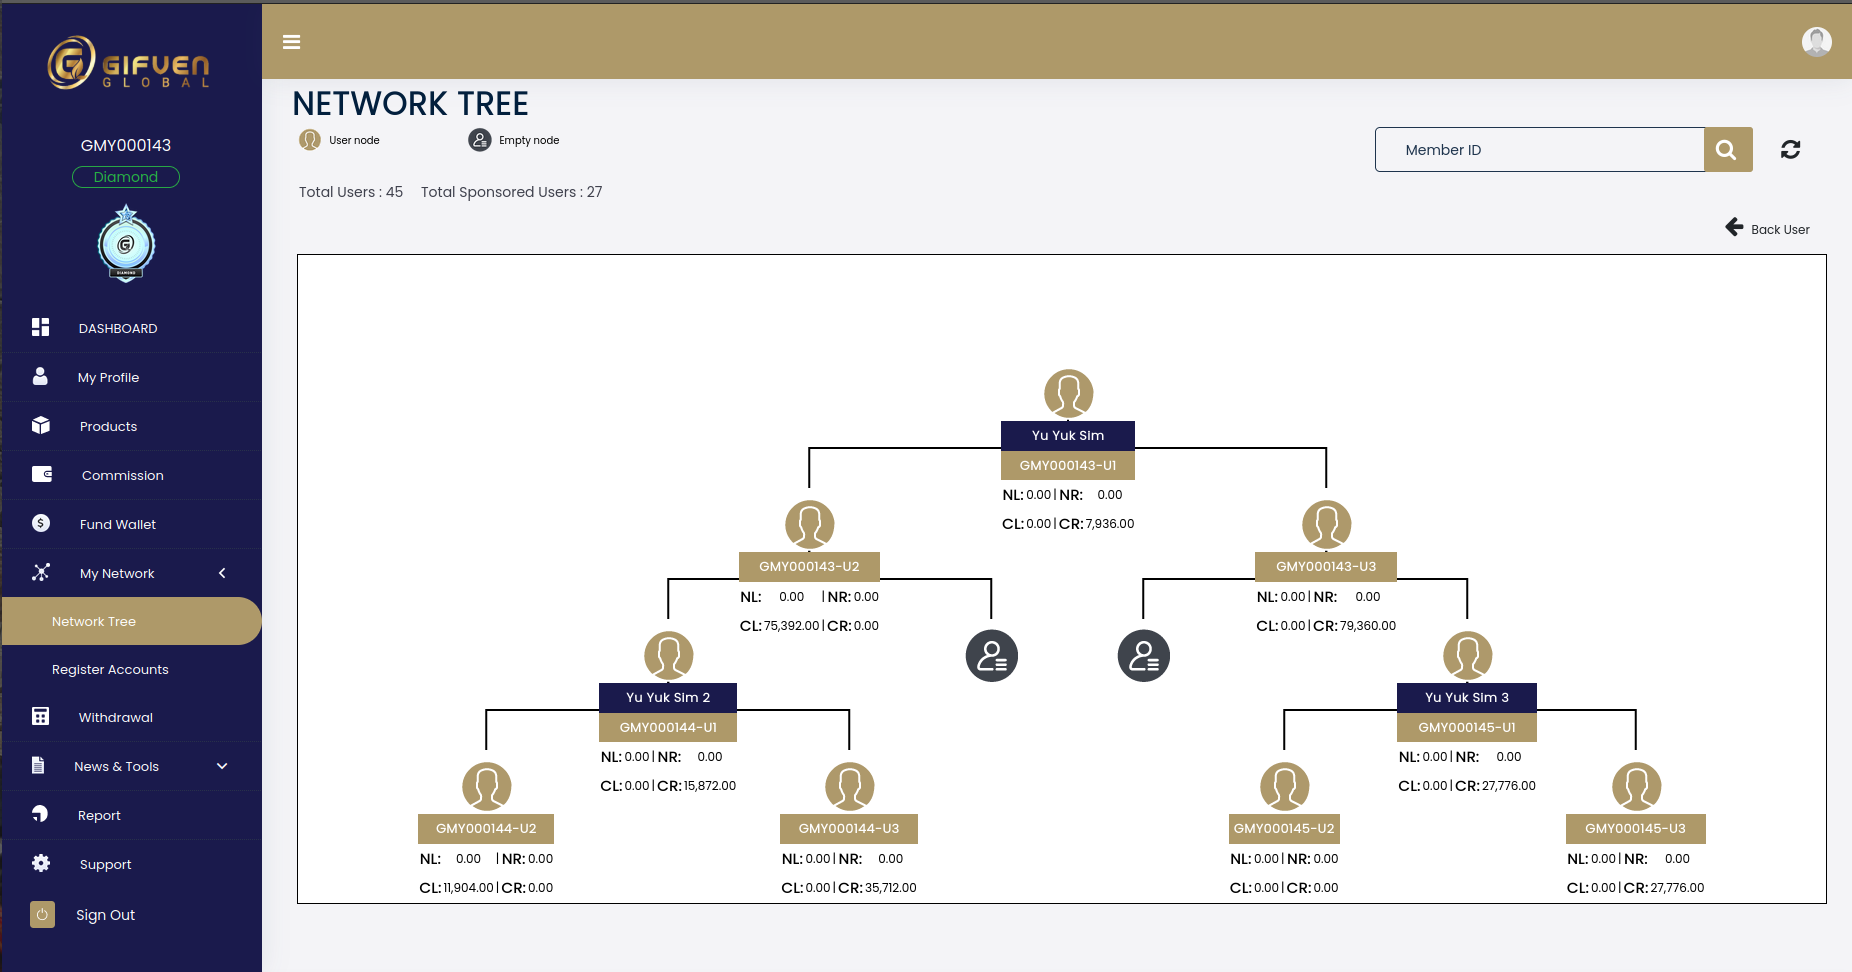 GIFVEN
GLOBAL
GMY000143
Diamond
G
DIAMOND
DASHBOARD
My Profile
Products
Commission
Fund Wallet
My Network
Network Tree
Register Accounts
Withdrawal
News & Tools
Report
Support
Sign Out
NETWORK TREE
User node
Empty node
Member ID
Total Users : 45 Total Sponsored Users : 27
Back User
Yu Yuk Sim
GMY000143-U1
NL: 0.00 | NR: 0.00
CL: 0.00 | CR: 7,936.00
GMY000143-U2
NL: 0.00 | NR: 0.00
CL: 75,392.00 | CR: 0.00
GMY000143-U3
NL: 0.00 | NR: 0.00
CL: 0.00 | CR: 79,360.00
Yu Yuk Sim 2
GMY000144-U1
NL: 0.00 | NR: 0.00
CL: 0.00 | CR: 15,872.00
Yu Yuk Sim 3
GMY000145-U1
NL: 0.00 | NR: 0.00
CL: 0.00 | CR: 27,776.00
GMY000144-U2
NL: 0.00 | NR: 0.00
CL: 11,904.00 | CR: 0.00
GMY000144-U3
NL: 0.00 | NR: 0.00
CL: 0.00 | CR: 35,712.00
GMY000145-U2
NL: 0.00 | NR: 0.00
CL: 0.00 | CR: 0.00
GMY000145-U3
NL: 0.00 | NR: 0.00
CL: 0.00 | CR: 27,776.00